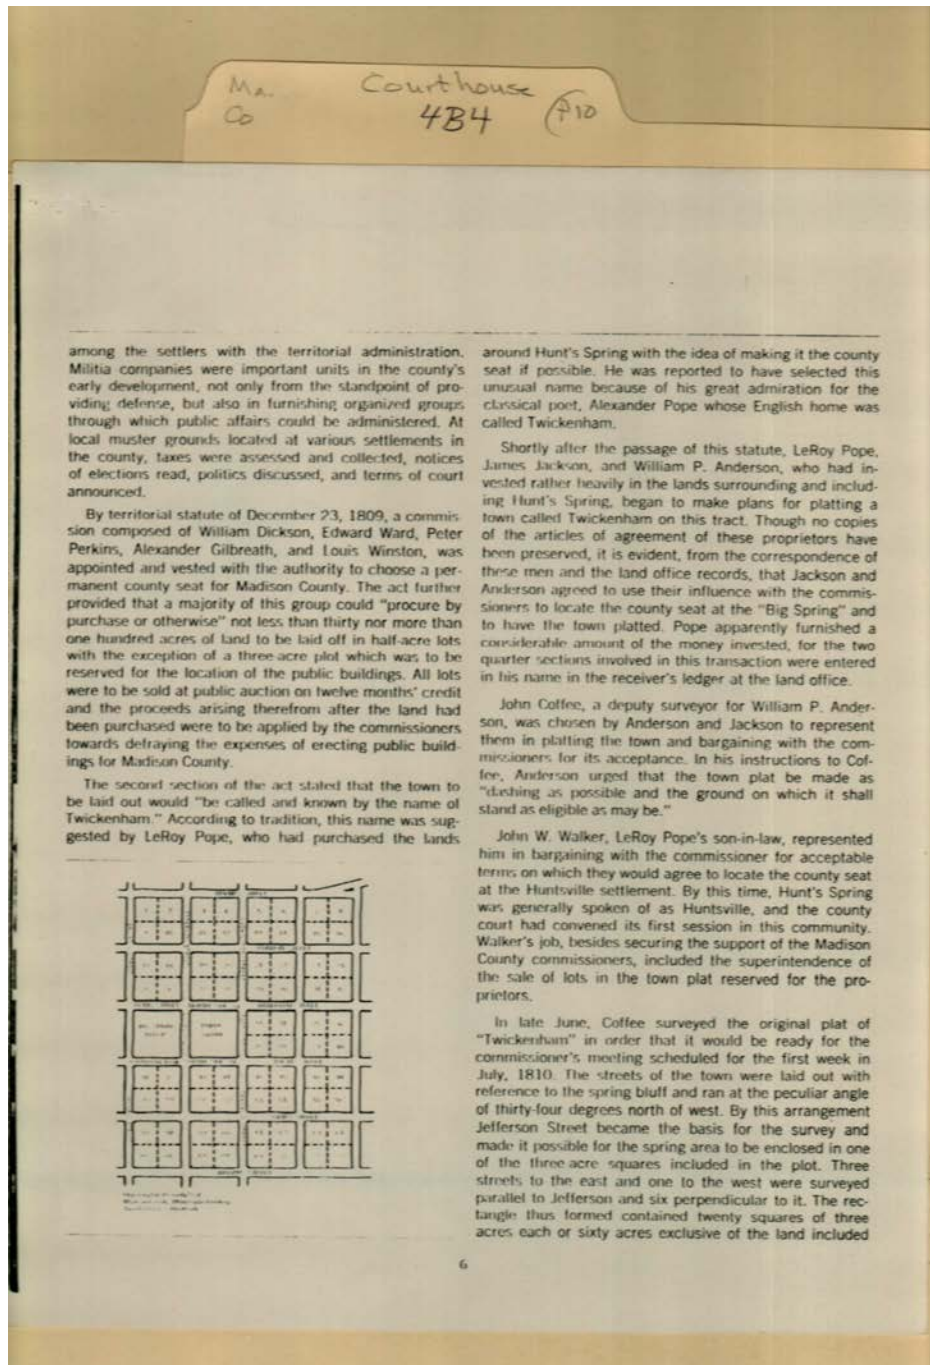 Ma. Courthouse
Co 4B4 P10
among the settlers with the territorial administration.
Militia companies were important units in the county's
early development, not only from the standpoint of pro-
viding defense, but also in furnishing organized groups
through which public affairs could be administered. At
local muster grounds located at various settlements in
the county, taxes were assessed and collected, notices
of elections read, politics discussed, and terms of court
announced.
By territorial statute of December 23, 1809, a commis-
sion composed of William Dickson, Edward Ward, Peter
Perkins, Alexander Gilbreath, and Louis Winston, was
appointed and vested with the authority to choose a per-
manent county seat for Madison County. The act further
provided that a majority of this group could "procure by
purchase or otherwise" not less than thirty nor more than
one hundred acres of land to be laid off in half-acre lots
with the exception of a three-acre plot which was to be
reserved for the location of the public buildings. All lots
were to be sold at public auction on twelve months' credit
and the proceeds arising therefrom after the land had
been purchased were to be applied by the commissioners
towards defraying the expenses of erecting public build-
ings for Madison County.
The second section of the act stated that the town to
be laid out would "be called and known by the name of
Twickenham." According to tradition, this name was sug-
gested by LeRoy Pope, who had purchased the lands
around Hunt's Spring with the idea of making it the county
seat if possible. He was reported to have selected this
unusual name because of his great admiration for the
classical poet, Alexander Pope whose English home was
called Twickenham.
Shortly after the passage of this statute, LeRoy Pope,
James Jackson, and William P. Anderson, who had in-
vested rather heavily in the lands surrounding and includ-
ing Hunt's Spring, began to make plans for platting a
town called Twickenham on this tract. Though no copies
of the articles of agreement of these proprietors have
been preserved, it is evident, from the correspondence of
these men and the land office records, that Jackson and
Anderson agreed to use their influence with the commis-
sioners to locate the county seat at the "Big Spring" and
to have the town platted. Pope apparently furnished a
considerable amount of the money invested, for the two
quarter sections involved in this transaction were entered
in his name in the receiver's ledger at the land office.
John Coffee, a deputy surveyor for William P. Ander-
son, was chosen by Anderson and Jackson to represent
them in platting the town and bargaining with the com-
missioners for its acceptance. In his instructions to Cof-
fee, Anderson urged that the town plat be made as
"dashing as possible and the ground on which it shall
stand as eligible as may be."
John W. Walker, LeRoy Pope's son-in-law, represented
him in bargaining with the commissioner for acceptable
terms on which they would agree to locate the county seat
at the Huntsville settlement. By this time, Hunt's Spring
was generally spoken of as Huntsville, and the county
court had convened its first session in this community.
Walker's job, besides securing the support of the Madison
County commissioners, included the superintendence of
the sale of lots in the town plat reserved for the pro-
prietors.
In late June, Coffee surveyed the original plat of
"Twickenham" in order that it would be ready for the
commissioner's meeting scheduled for the first week in
July, 1810. The streets of the town were laid out with
reference to the spring bluff and ran at the peculiar angle
of thirty-four degrees north of west. By this arrangement
Jefferson Street became the basis for the survey and
made it possible for the spring area to be enclosed in one
of the three acre squares included in the plot. Three
streets to the east and one to the west were surveyed
parallel to Jefferson and six perpendicular to it. The rec-
tangle thus formed contained twenty squares of three
acres each or sixty acres exclusive of the land included
6